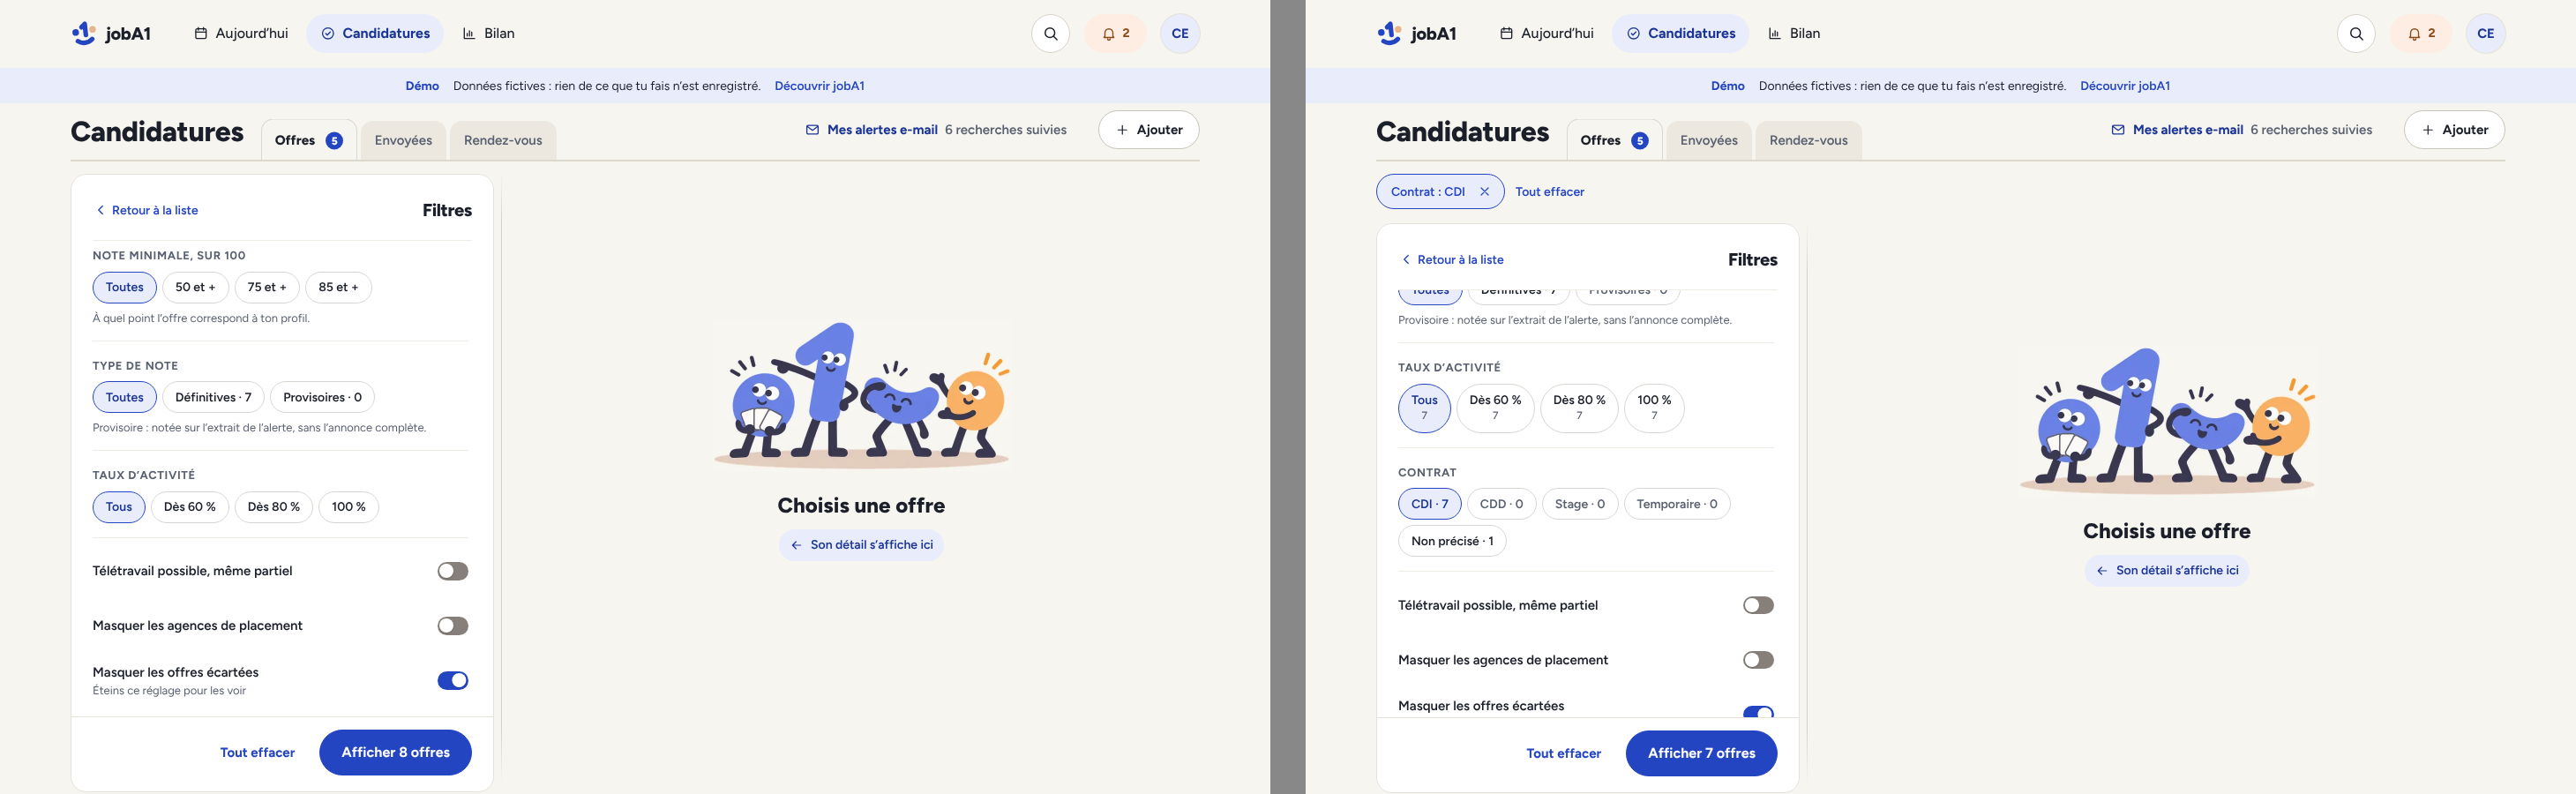 jobA1
Aujourd'hui
Candidatures
Bilan
2
CE
Démo Données fictives : rien de ce que tu fais n'est enregistré. Découvrir jobA1
Candidatures
Offres 5
Envoyées
Rendez-vous
Mes alertes e-mail 6 recherches suivies
+ Ajouter
Retour à la liste
Filtres
NOTE MINIMALE, SUR 100
Toutes
50 et +
75 et +
85 et +
À quel point l'offre correspond à ton profil.
TYPE DE NOTE
Toutes
Définitives · 7
Provisoires · 0
Provisoire : notée sur l'extrait de l'alerte, sans l'annonce complète.
TAUX D'ACTIVITÉ
Tous
Dès 60 %
Dès 80 %
100 %
Télétravail possible, même partiel
Masquer les agences de placement
Masquer les offres écartées
Éteins ce réglage pour les voir
Tout effacer
Afficher 8 offres
Choisis une offre
← Son détail s'affiche ici
jobA1
Aujourd'hui
Candidatures
Bilan
2
CE
Démo Données fictives : rien de ce que tu fais n'est enregistré. Découvrir jobA1
Candidatures
Offres 5
Envoyées
Rendez-vous
Mes alertes e-mail 6 recherches suivies
+ Ajouter
Contrat : CDI ×
Tout effacer
Retour à la liste
Filtres
Toutes
Définitives · 7
Provisoires · 0
Provisoire : notée sur l'extrait de l'alerte, sans l'annonce complète.
TAUX D'ACTIVITÉ
Tous
7
Dès 60 %
7
Dès 80 %
7
100 %
7
CONTRAT
CDI · 7
CDD · 0
Stage · 0
Temporaire · 0
Non précisé · 1
Télétravail possible, même partiel
Masquer les agences de placement
Masquer les offres écartées
Tout effacer
Afficher 7 offres
Choisis une offre
← Son détail s'affiche ici